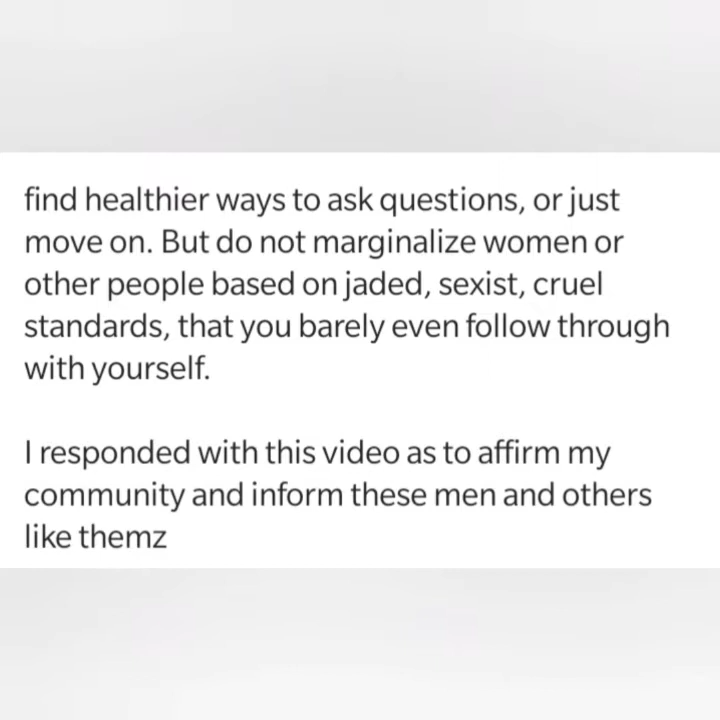 find healthier ways to ask questions, or just
move on. But do not marginalize women or
other people based on jaded, sexist, cruel
standards, that you barely even follow through
with yourself.
I responded with this video as to affirm my
community and inform these men and others
like themz